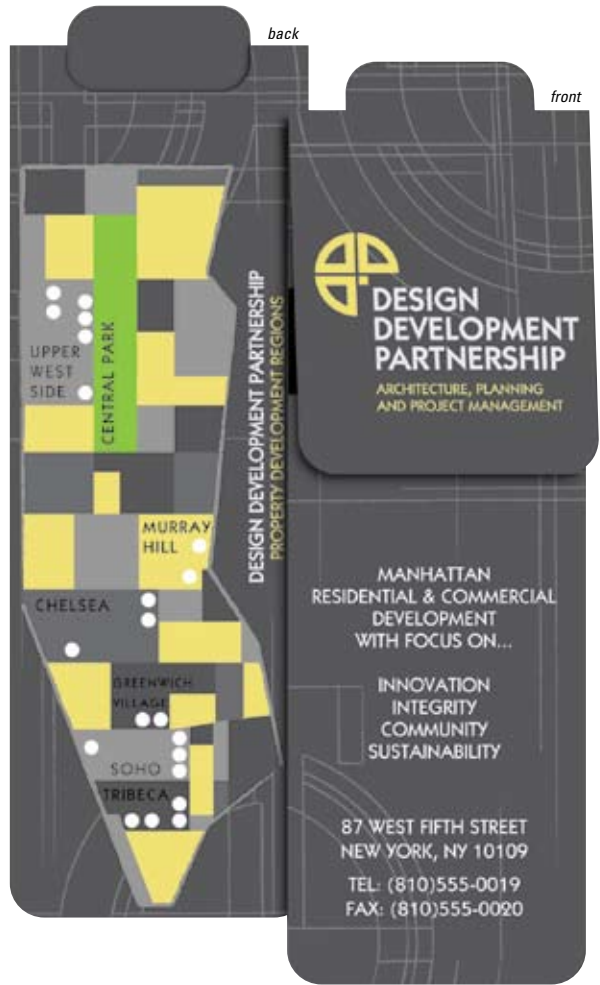 back
front
DESIGN
DEVELOPMENT
PARTNERSHIP
ARCHITECTURE, PLANNING
AND PROJECT MANAGEMENT
MANHATTAN
RESIDENTIAL & COMMERCIAL
DEVELOPMENT
WITH FOCUS ON...
INNOVATION
INTEGRITY
COMMUNITY
SUSTAINABILITY
87 WEST FIFTH STREET
NEW YORK, NY 10109
TEL: (810)555-0019
FAX: (810)555-0020
DESIGN DEVELOPMENT PARTNERSHIP
PROPERTY DEVELOPMENT REGIONS
UPPER
WEST
SIDE
CENTRAL PARK
MURRAY
HILL
CHELSEA
GREENWICH
VILLAGE
SOHO
TRIBECA